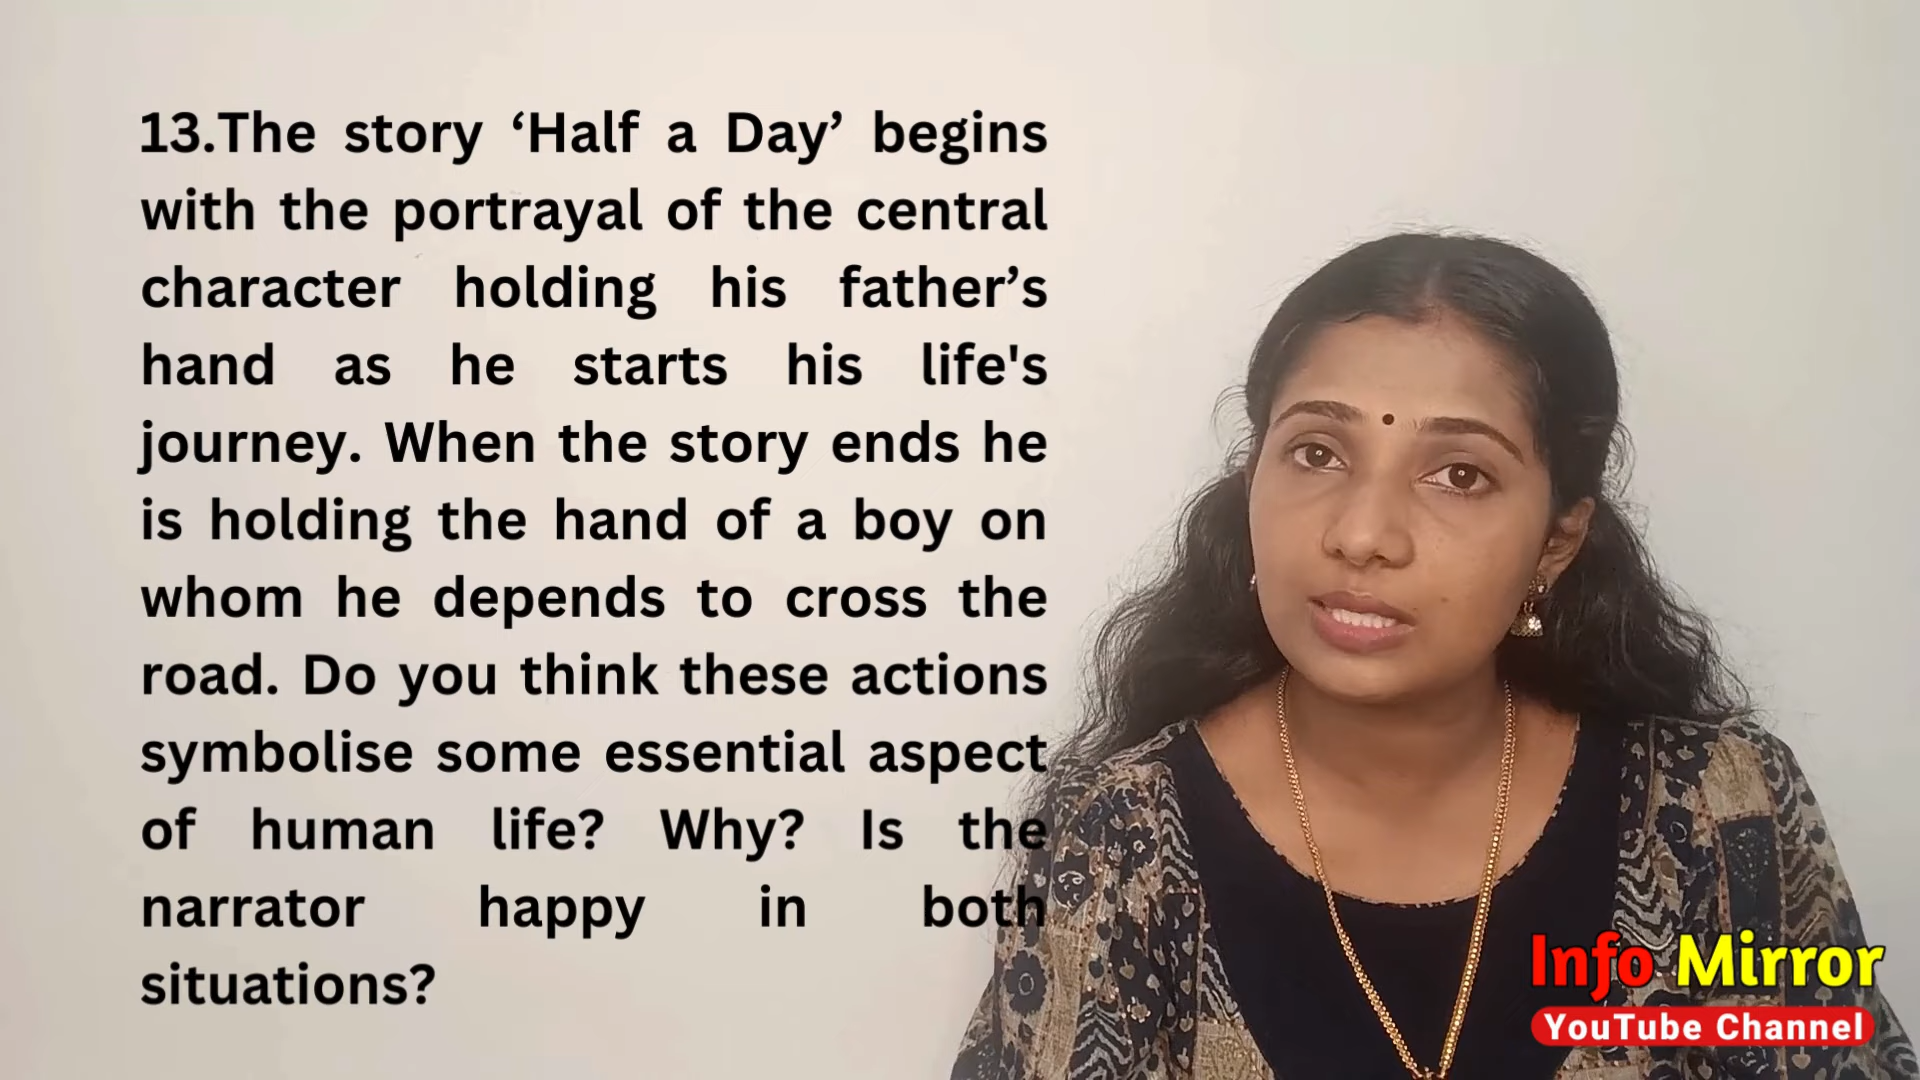 13.The story ‘Half a Day’ begins
with the portrayal of the central
character holding his father’s
hand as he starts his life's
journey. When the story ends he
is holding the hand of a boy on
whom he depends to cross the
road. Do you think these actions
symbolise some essential aspect
of human life? Why? Is the
narrator happy in both
situations?
Info Mirror
YouTube Channel